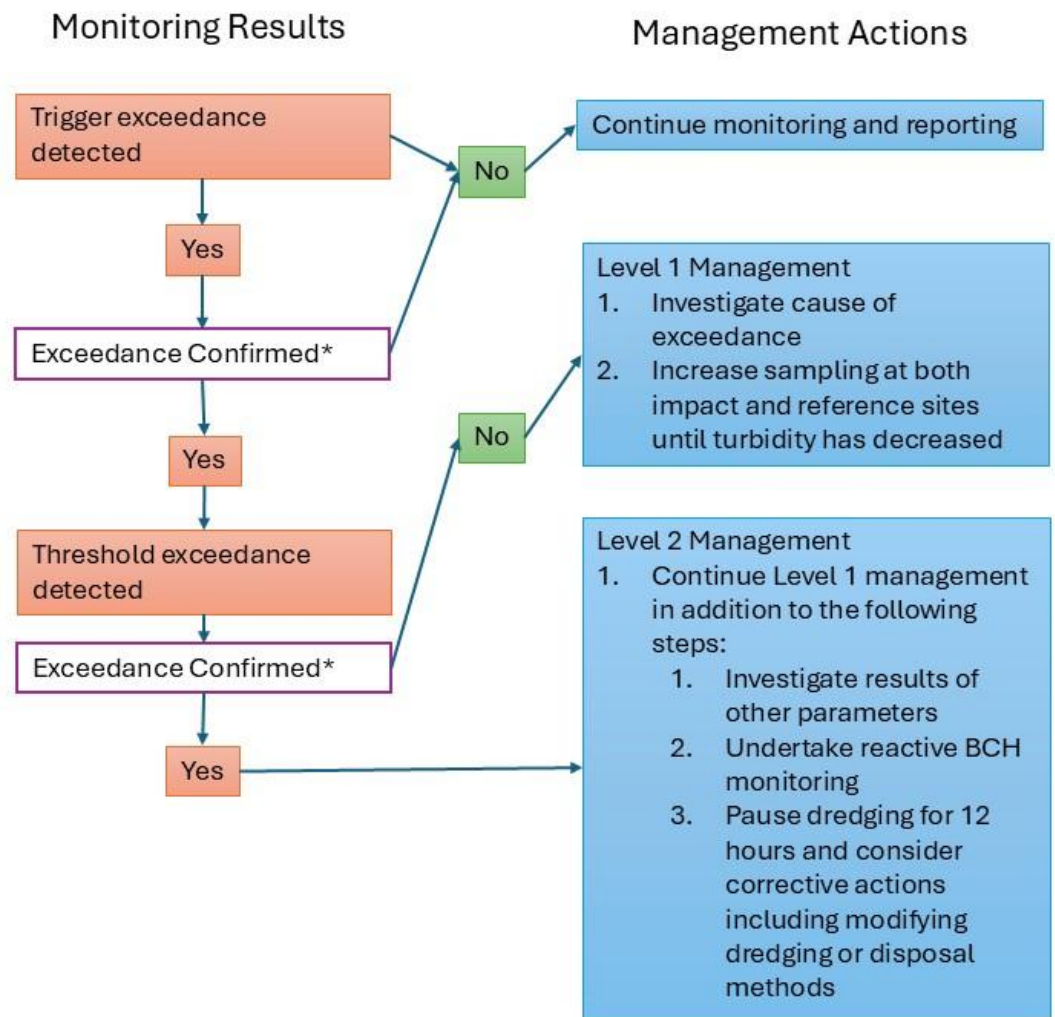 Monitoring Results
Management Actions
Trigger exceedance
detected
No
Continue monitoring and reporting
Yes
Exceedance Confirmed*
Level 1 Management
1. Investigate cause of
exceedance
2. Increase sampling at both
impact and reference sites
until turbidity has decreased
No
Yes
Threshold exceedance
detected
Exceedance Confirmed*
Yes
Level 2 Management
1. Continue Level 1 management
in addition to the following
steps:
1. Investigate results of
other parameters
2. Undertake reactive BCH
monitoring
3. Pause dredging for 12
hours and consider
corrective actions
including modifying
dredging or disposal
methods